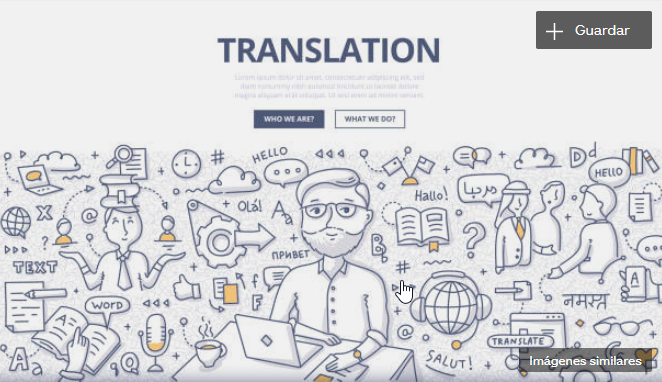 Guardar
TRANSLATION
Lorem ipsum dolor sit amet, consectetuer adipiscing elit, sed
diam nonummy nibh euismod tincidunt ut laoreet dolore
magna aliquam erat volutpat. Ut wisi enim ad minim veniam.
WHO WE ARE?
WHAT WE DO?
HELLO
D d
HELLO
Hallo!
مرحبا
Olá!
Aa
X
@
ПРИВЕТ
B
TEXT
#
f
F
WORD
नमस्ते
A
@
Aa
A
SALUT!
TRANSLATE
Imágenes similares